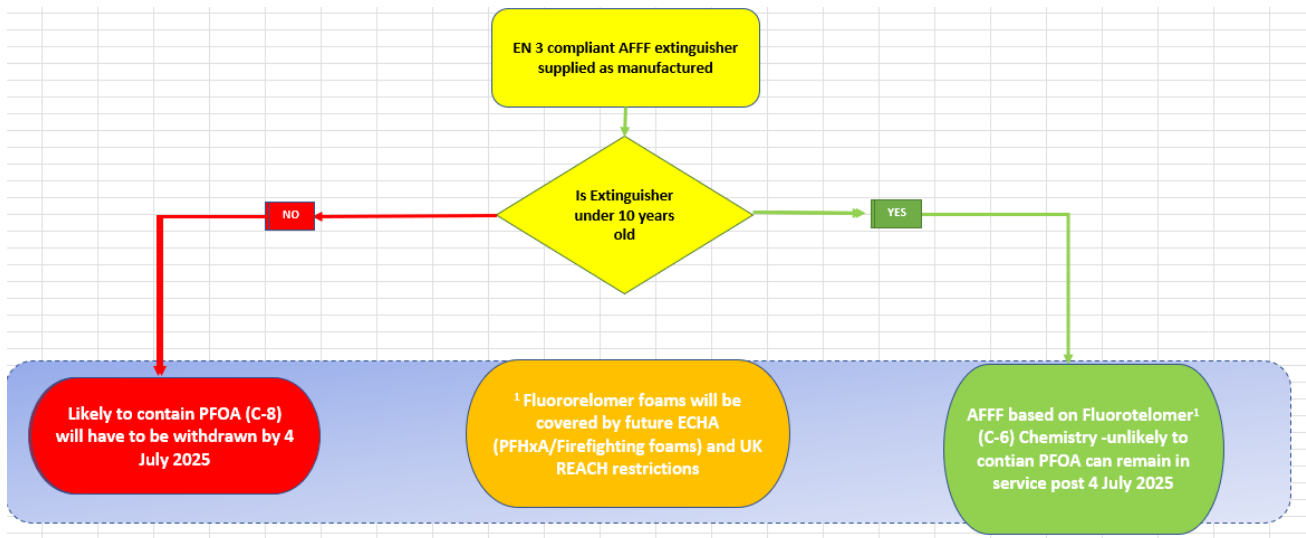 EN 3 compliant AFFF extinguisher
supplied as manufactured
Is Extinguisher
under 10 years
old
NO
YES
Likely to contain PFOA (C-8)
will have to be withdrawn by 4
July 2025
¹ Fluororelomer foams will be
covered by future ECHA
(PFHxA/Firefighting foams) and UK
REACH restrictions
AFFF based on Fluorotelomer¹
(C-6) Chemistry -unlikely to
contian PFOA can remain in
service post 4 July 2025